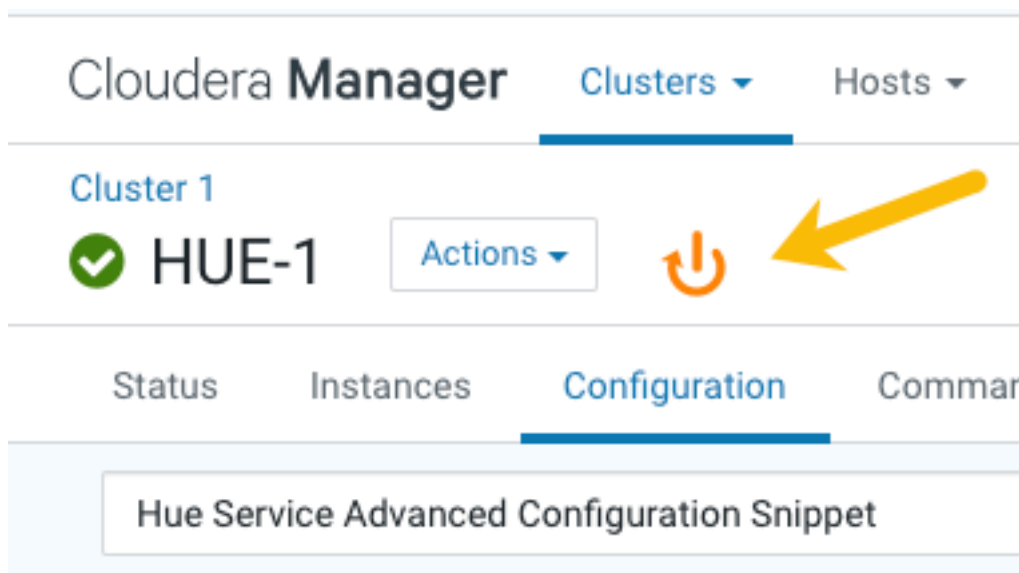 Cloudera Manager Clusters Hosts
Cluster 1
HUE-1 Actions
Status Instances Configuration
Hue Service Advanced Configuration Snippet